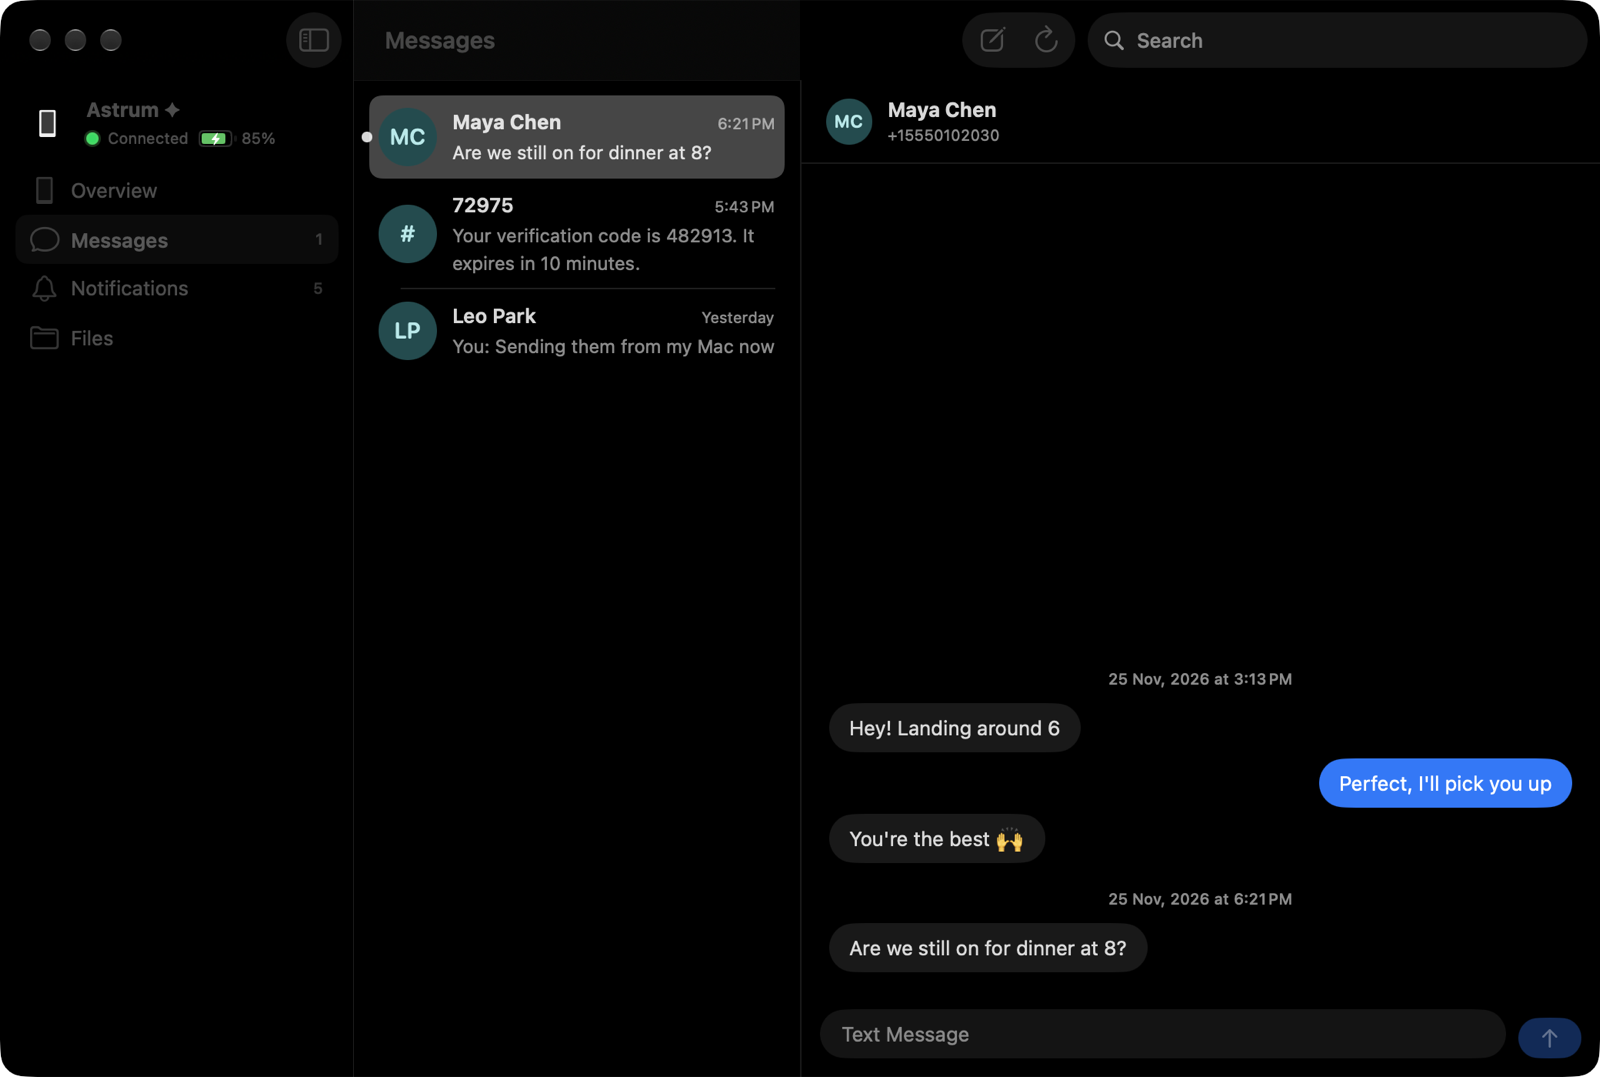 Messages
Search
Astrum ✦
Connected 85%
Overview
Messages 1
Notifications 5
Files
MC
Maya Chen 6:21 PM
Are we still on for dinner at 8?
#
72975 5:43 PM
Your verification code is 482913. It
expires in 10 minutes.
LP
Leo Park Yesterday
You: Sending them from my Mac now
MC
Maya Chen
+15550102030
25 Nov, 2026 at 3:13 PM
Hey! Landing around 6
Perfect, I'll pick you up
You're the best 🙌
25 Nov, 2026 at 6:21 PM
Are we still on for dinner at 8?
Text Message